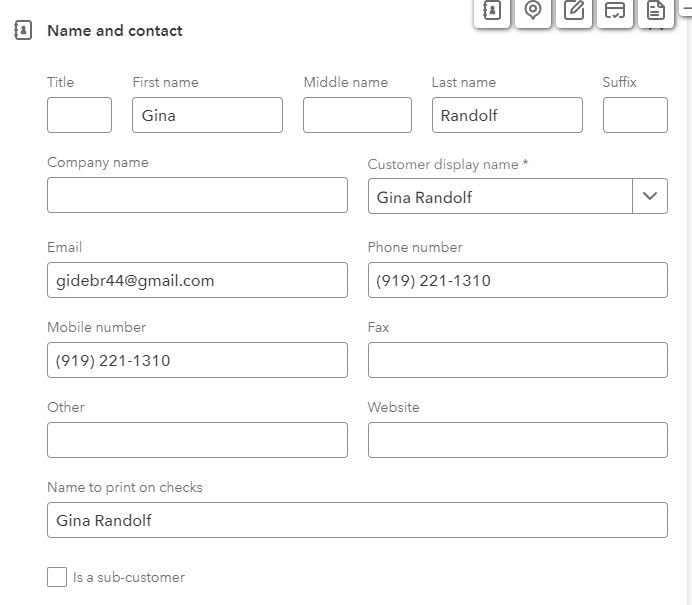 Name and contact
Title First name Middle name Last name Suffix
Gina Randolf
Company name Customer display name *
Gina Randolf
Email Phone number
gidebr44@gmail.com (919) 221-1310
Mobile number Fax
(919) 221-1310
Other Website
Name to print on checks
Gina Randolf
Is a sub-customer